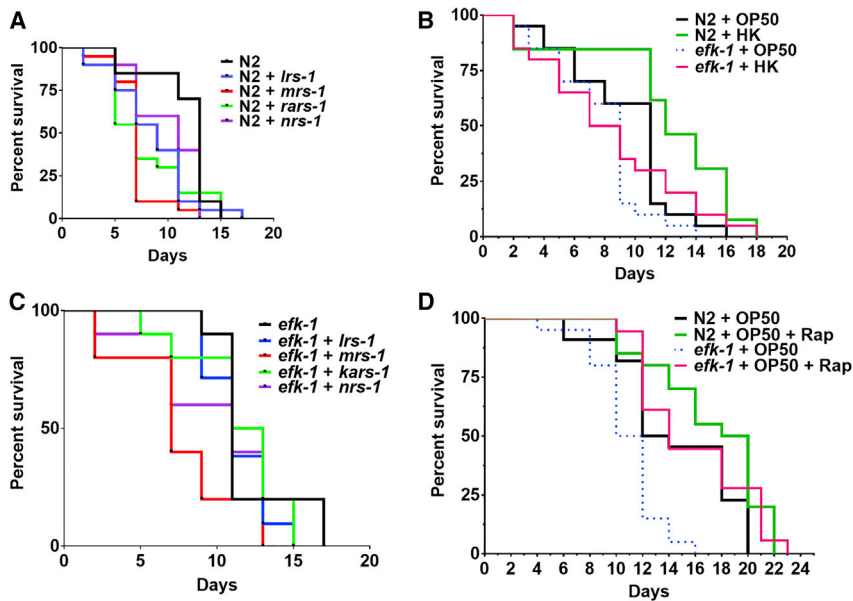 A
Percent survival
100
75
50
25
0
0 5 10 15 20
Days
N2
N2 + lrs-1
N2 + mrs-1
N2 + rars-1
N2 + nrs-1
B
Percent survival
100
75
50
25
0
0 2 4 6 8 10 12 14 16 18 20
Days
N2 + OP50
N2 + HK
efk-1 + OP50
efk-1 + HK
C
Percent survival
100
50
0
0 5 10 15 20
Days
efk-1
efk-1 + lrs-1
efk-1 + mrs-1
efk-1 + kars-1
efk-1 + nrs-1
D
Percent survival
100
75
50
25
0
0 2 4 6 8 10 12 14 16 18 20 22 24
Days
N2 + OP50
N2 + OP50 + Rap
efk-1 + OP50
efk-1 + OP50 + Rap